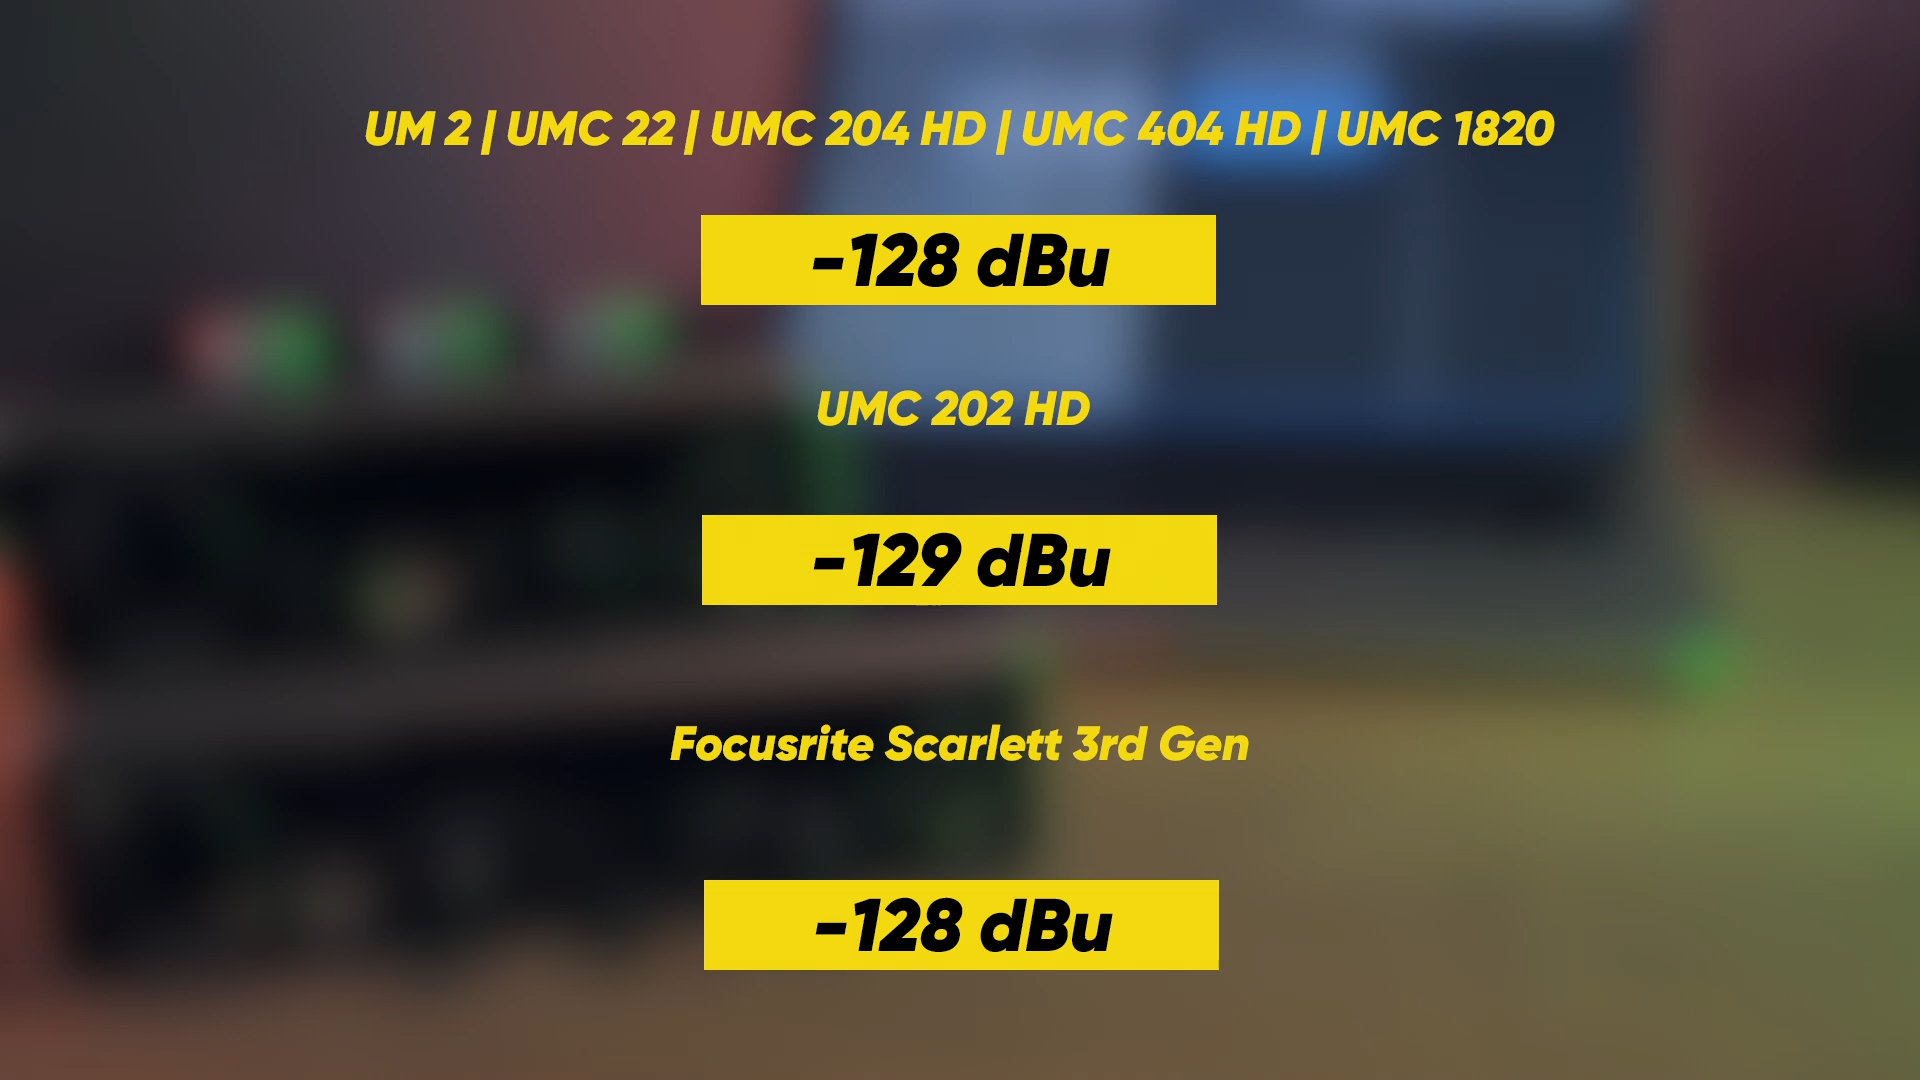 UM 2 | UMC 22 | UMC 204 HD | UMC 404 HD | UMC 1820
-128 dBu
UMC 202 HD
-129 dBu
Focusrite Scarlett 3rd Gen
-128 dBu